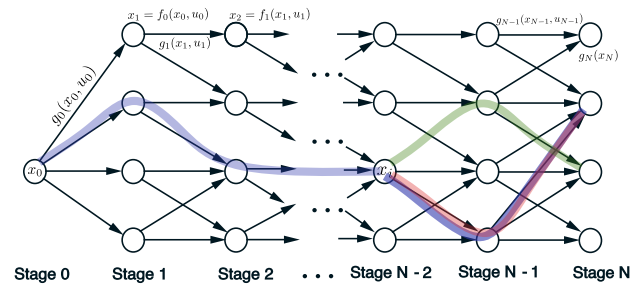 x₁ = f₀(x₀, u₀)
x₂ = f₁(x₁, u₁)
g_{N−1}(x_{N−1}, u_{N−1})
g₁(x₁, u₁)
g_N(x_N)
g₀(x₀, u₀)
...
...
x₀
x_i
...
Stage 0 Stage 1 Stage 2 ... Stage N - 2 Stage N - 1 Stage N